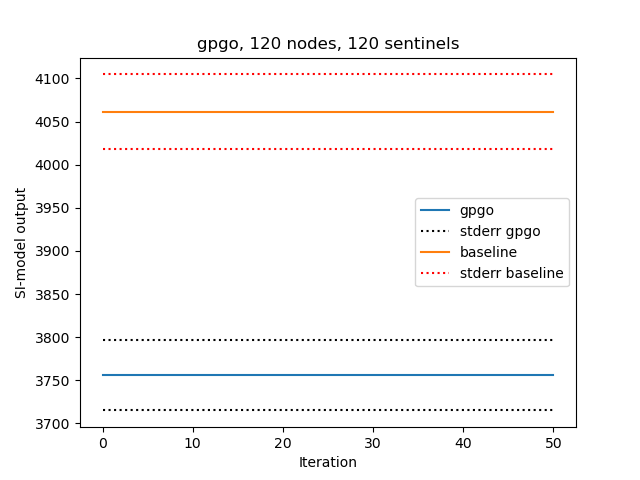 gpgo, 120 nodes, 120 sentinels
4100
4050
4000
3950
3900
3850
3800
3750
3700
SI-model output
gpgo
stderr gpgo
baseline
stderr baseline
0
10
20
30
40
50
Iteration